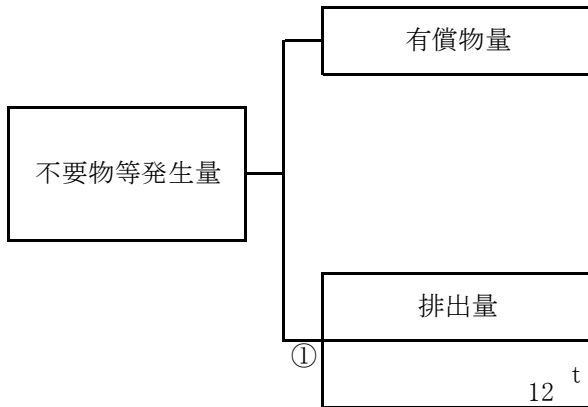 有償物量
不要物等発生量
排出量
①
12 t